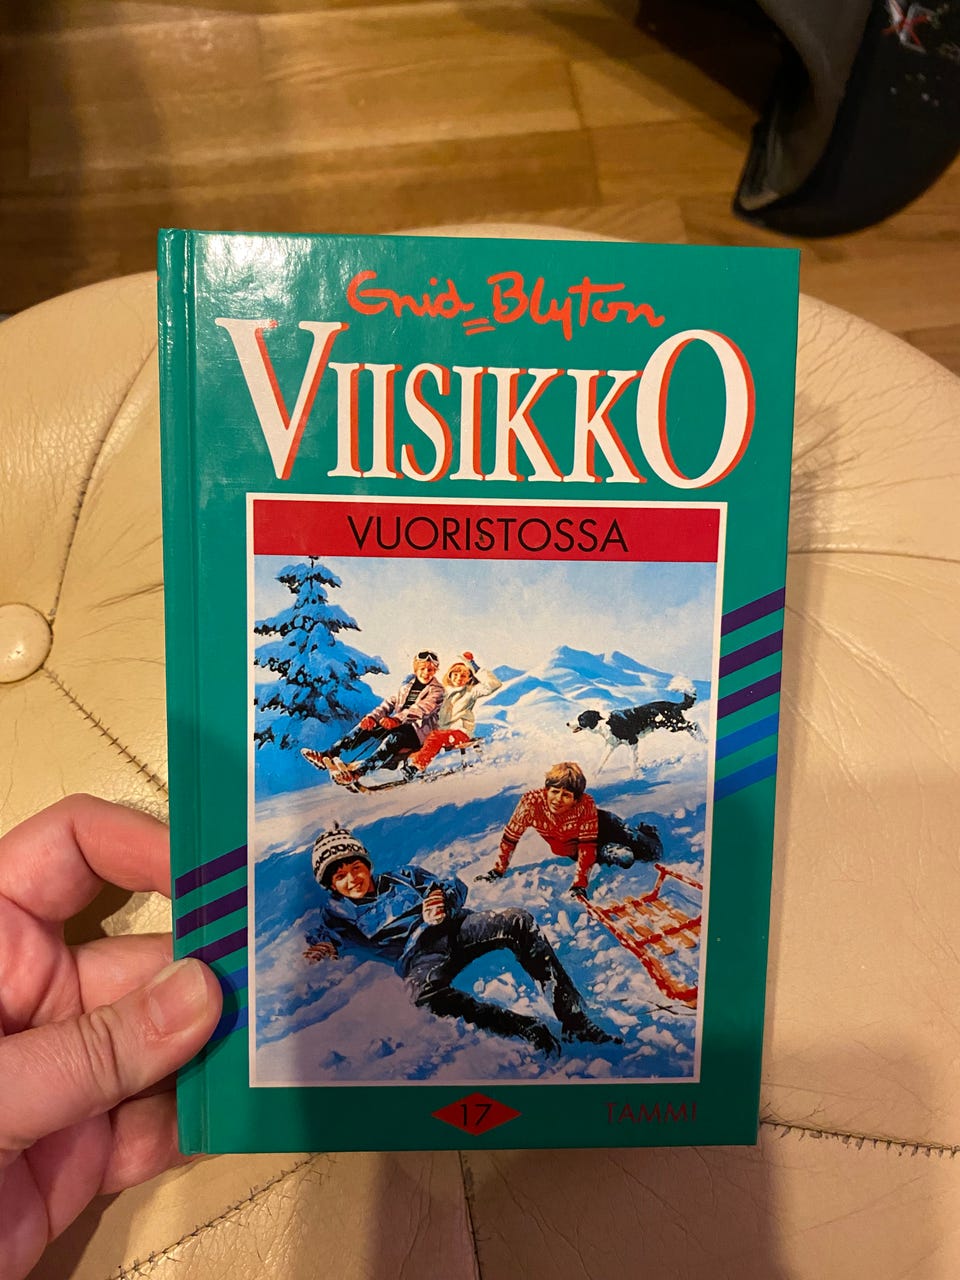 Enid Blyton
VIISIKKO
VUORISTOSSA
17
TAMMI